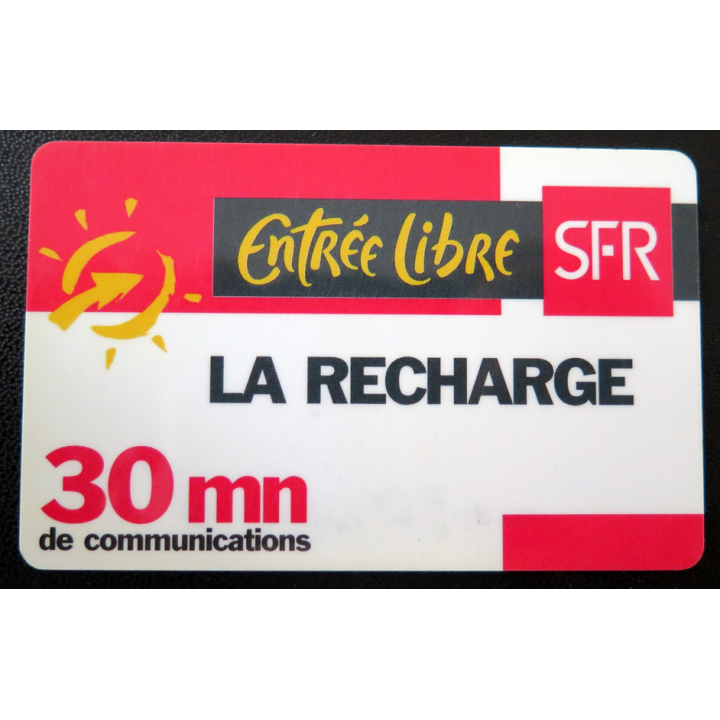 Entrée Libre
SFR
LA RECHARGE
30 mn
de communications